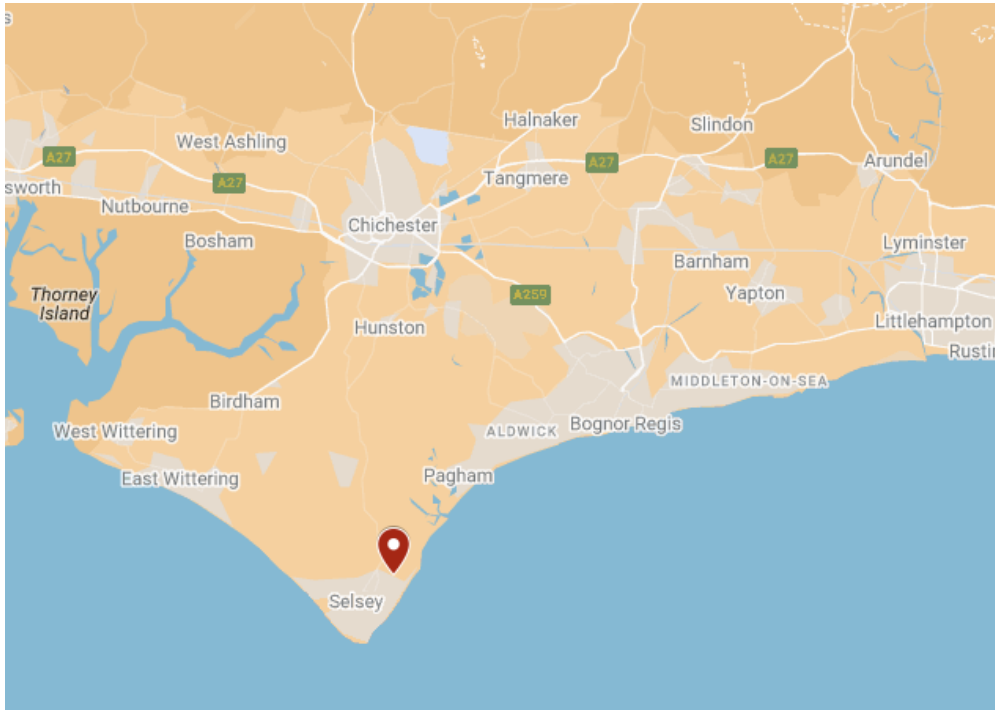 s
Halnaker
Slindon
West Ashling
A27
A27
A27
A27
Arundel
Tangmere
sworth
Nutbourne
Chichester
Bosham
Lyminster
Barnham
Thorney
Island
A259
Yapton
Hunston
Littlehampton
Rustin
MIDDLETON-ON-SEA
Birdham
Bognor Regis
West Wittering
ALDWICK
Pagham
East Wittering
Selsey